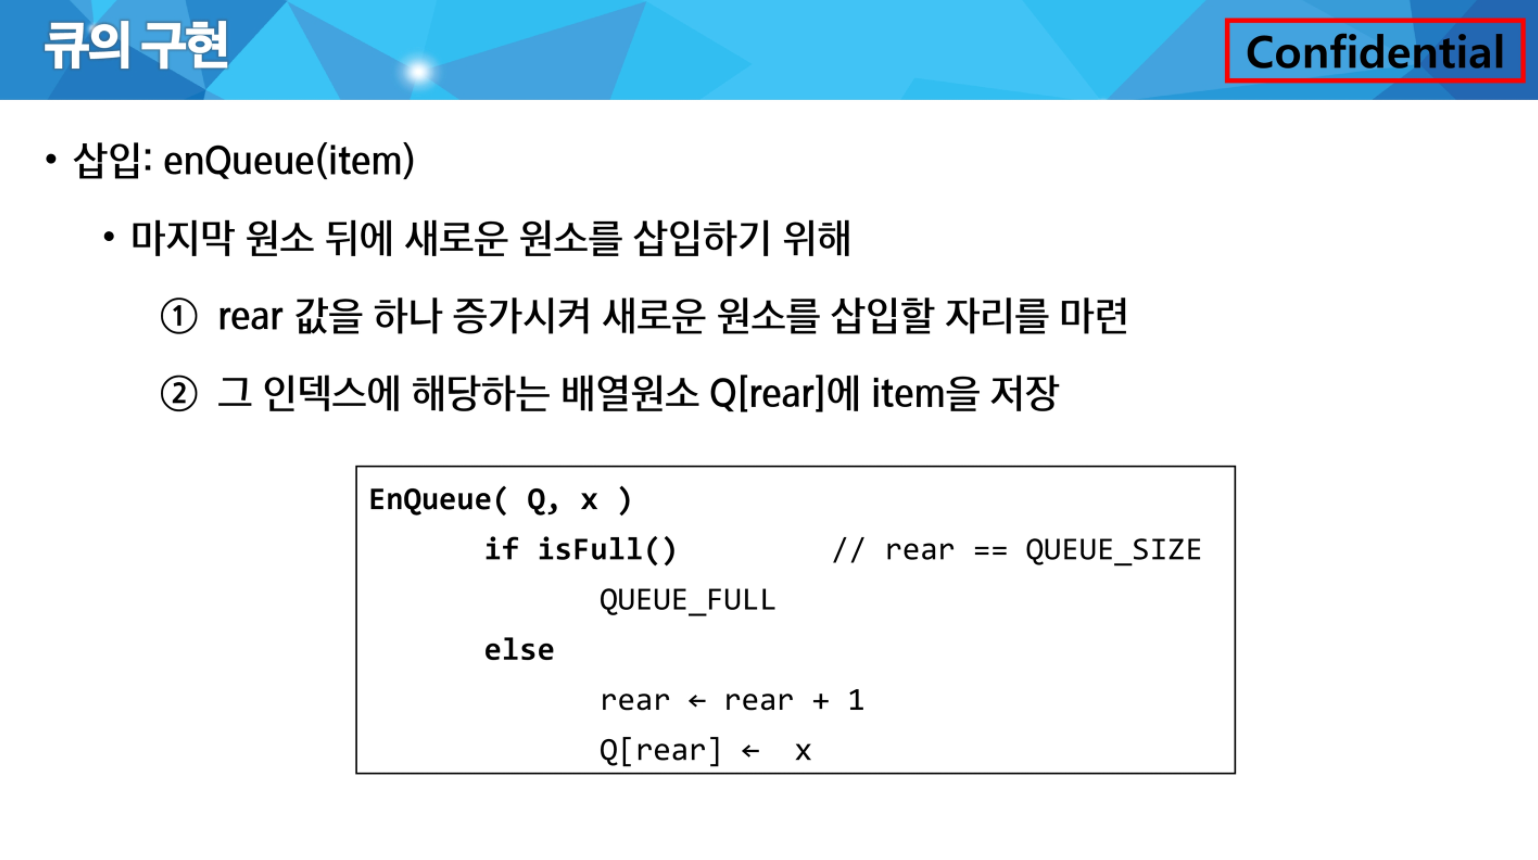 큐의 구현
Confidential
• 삽입: enQueue(item)
• 마지막 원소 뒤에 새로운 원소를 삽입하기 위해
① rear 값을 하나 증가시켜 새로운 원소를 삽입할 자리를 마련
② 그 인덱스에 해당하는 배열원소 Q[rear]에 item을 저장
EnQueue( Q, x )
if isFull() // rear == QUEUE_SIZE
QUEUE_FULL
else
rear ← rear + 1
Q[rear] ← x